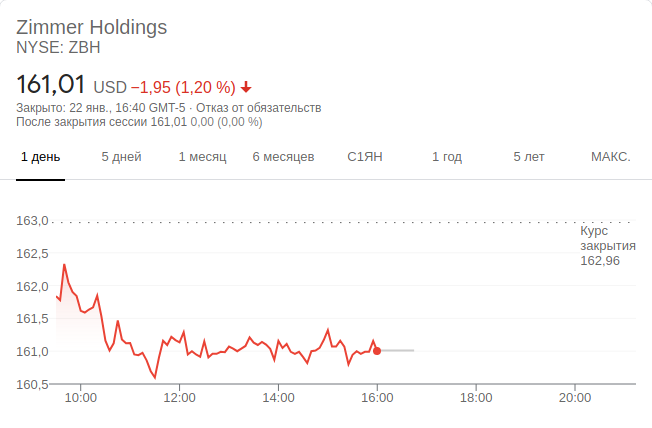 Zimmer Holdings
NYSE: ZBH
161,01 USD −1,95 (1,20 %)
Закрыто: 22 янв., 16:40 GMT-5 · Отказ от обязательств
После закрытия сессии 161,01 0,00 (0,00 %)
1 день 5 дней 1 месяц 6 месяцев С1ЯН 1 год 5 лет МАКС.
163,0
Курс
закрытия
162,96
162,5
162,0
161,5
161,0
160,5
10:00 12:00 14:00 16:00 18:00 20:00